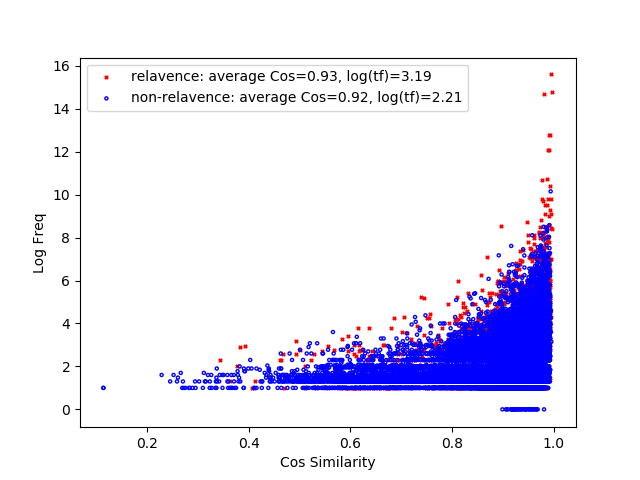 relavence: average Cos=0.93, log(tf)=3.19
non-relavence: average Cos=0.92, log(tf)=2.21
16
14
12
10
8
6
4
2
0
Log Freq
0.2 0.4 0.6 0.8 1.0
Cos Similarity